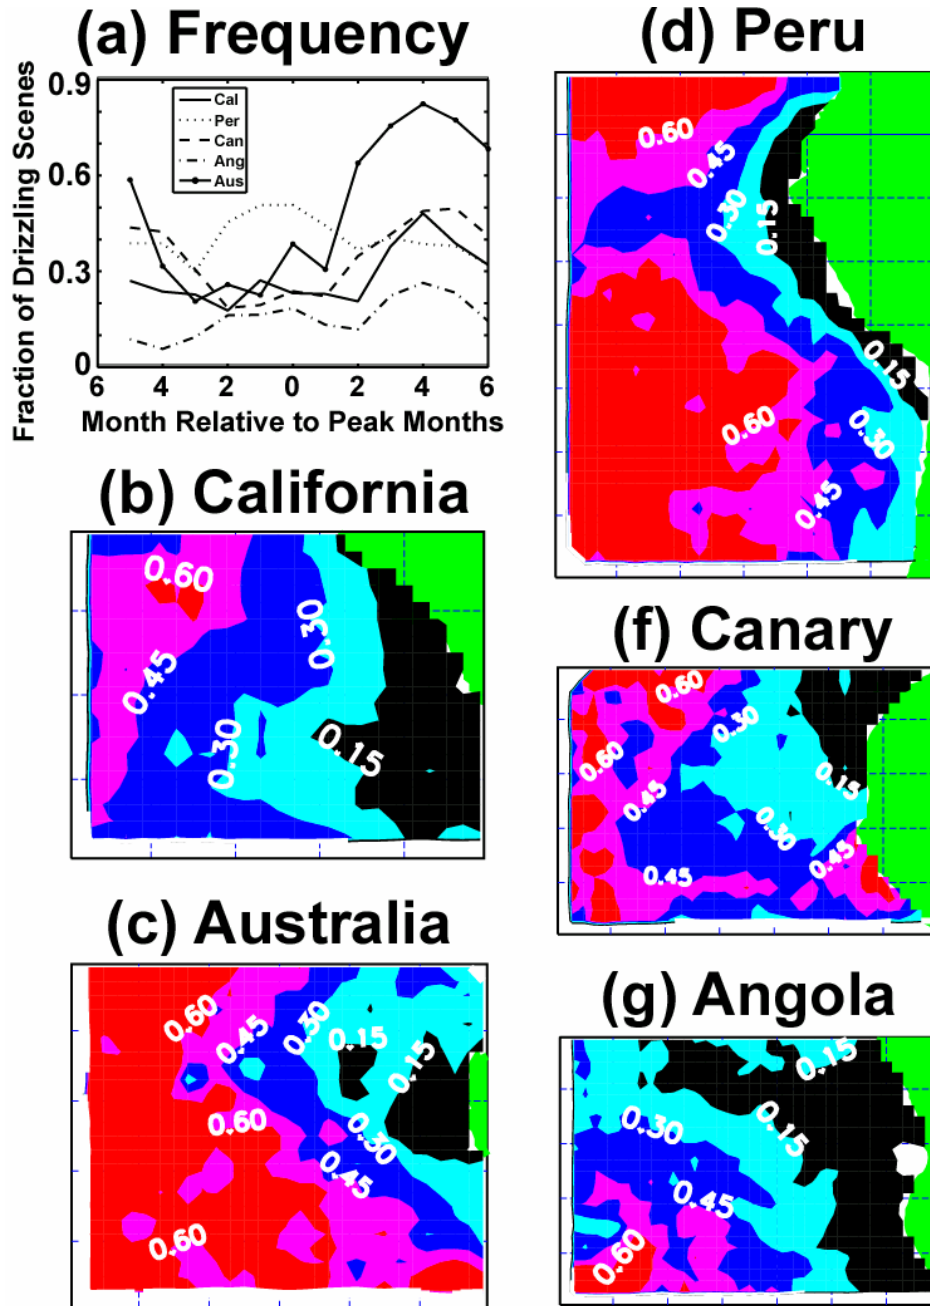 (a) Frequency
Fraction of Drizzling Scenes
0.9
0.6
0.3
0
Cal
Per
Can
Ang
Aus
6 4 2 0 2 4 6
Month Relative to Peak Months
(b) California
0.60
0.45
0.30
0.30
0.15
(c) Australia
0.60
0.45
0.30
0.15
0.15
0.60
0.30
0.45
0.60
(d) Peru
0.60
0.45
0.30
0.15
0.15
0.60
0.30
0.45
(f) Canary
0.60
0.30
0.60
0.45
0.15
0.30
0.45
0.45
(g) Angola
0.15
0.30
0.15
0.45
0.60